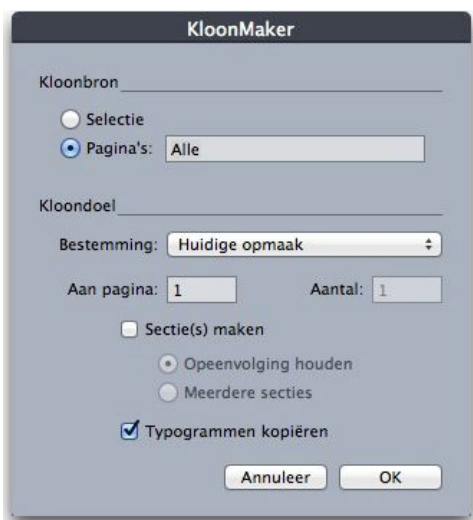 KloonMaker
Kloonbron
Selectie
Pagina's: Alle
Kloondoel
Bestemming: Huidige opmaak
Aan pagina: 1 Aantal: 1
Sectie(s) maken
Opeenvolging houden
Meerdere secties
Typogrammen kopiëren
Annuleer OK